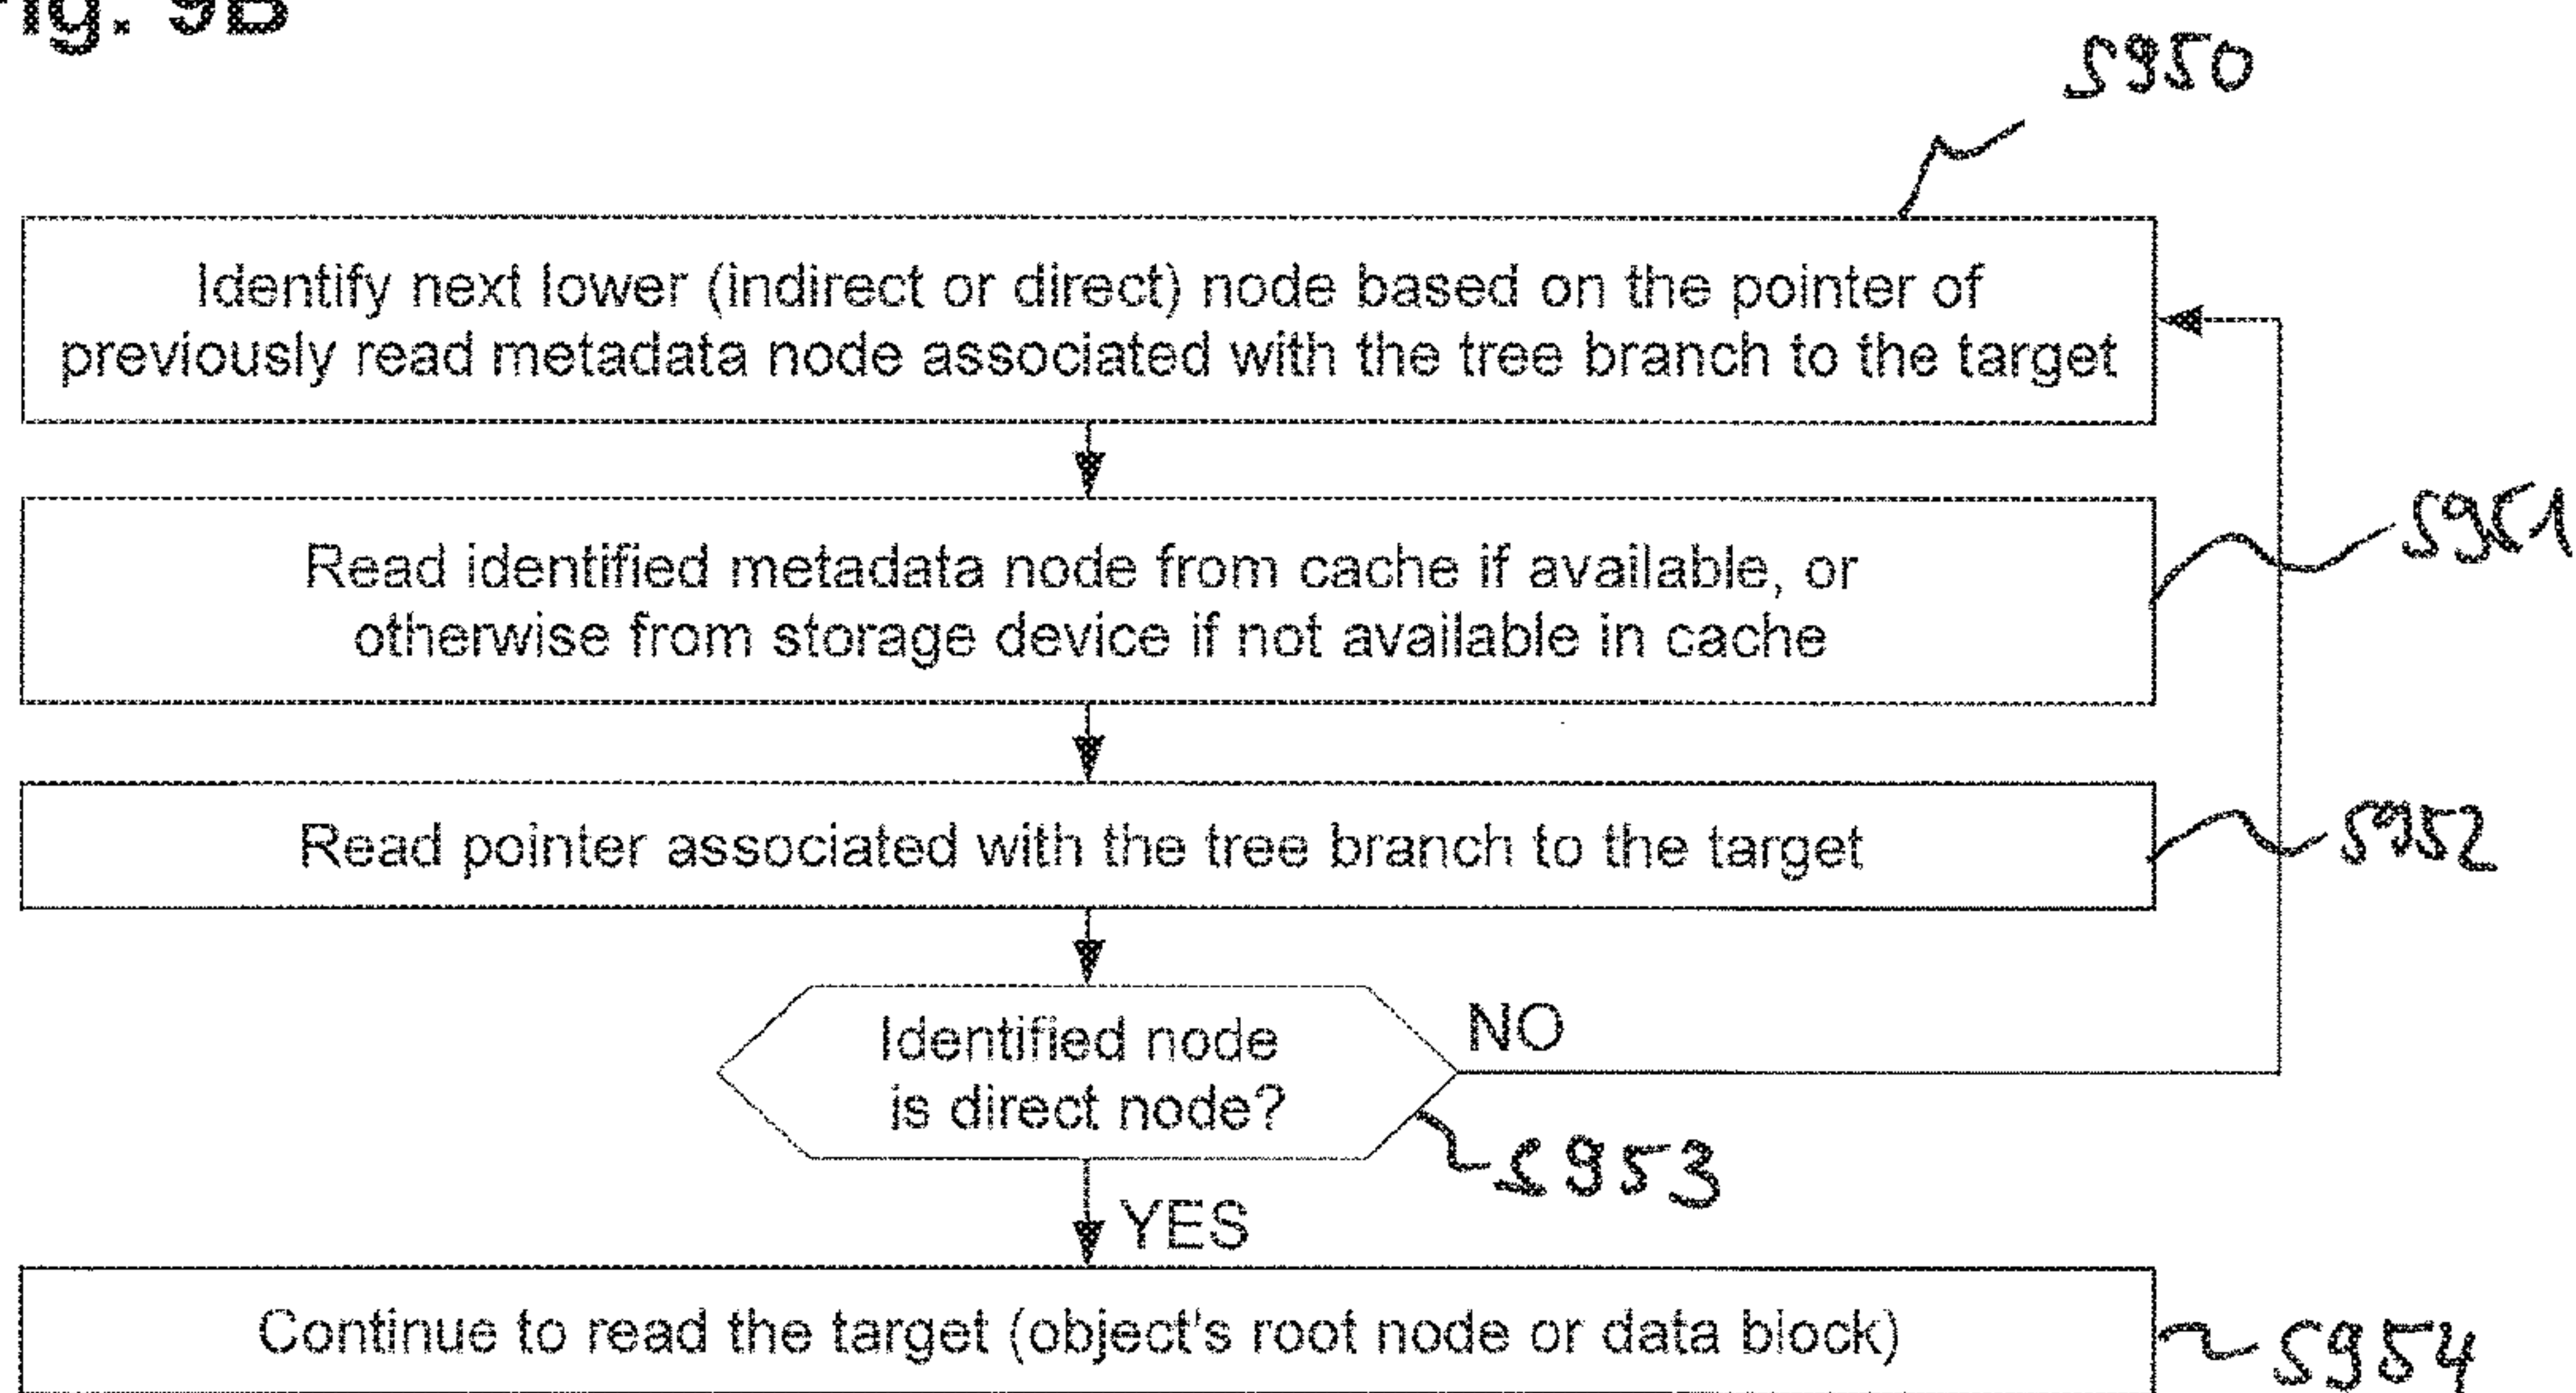 Fig. 9B
S950
Identify next lower (indirect or direct) node based on the pointer of
previously read metadata node associated with the tree branch to the target
Read identified metadata node from cache if available, or
otherwise from storage device if not available in cache
S951
Read pointer associated with the tree branch to the target
S952
Identified node
is direct node?
NO
S953
YES
Continue to read the target (object's root node or data block)
S954